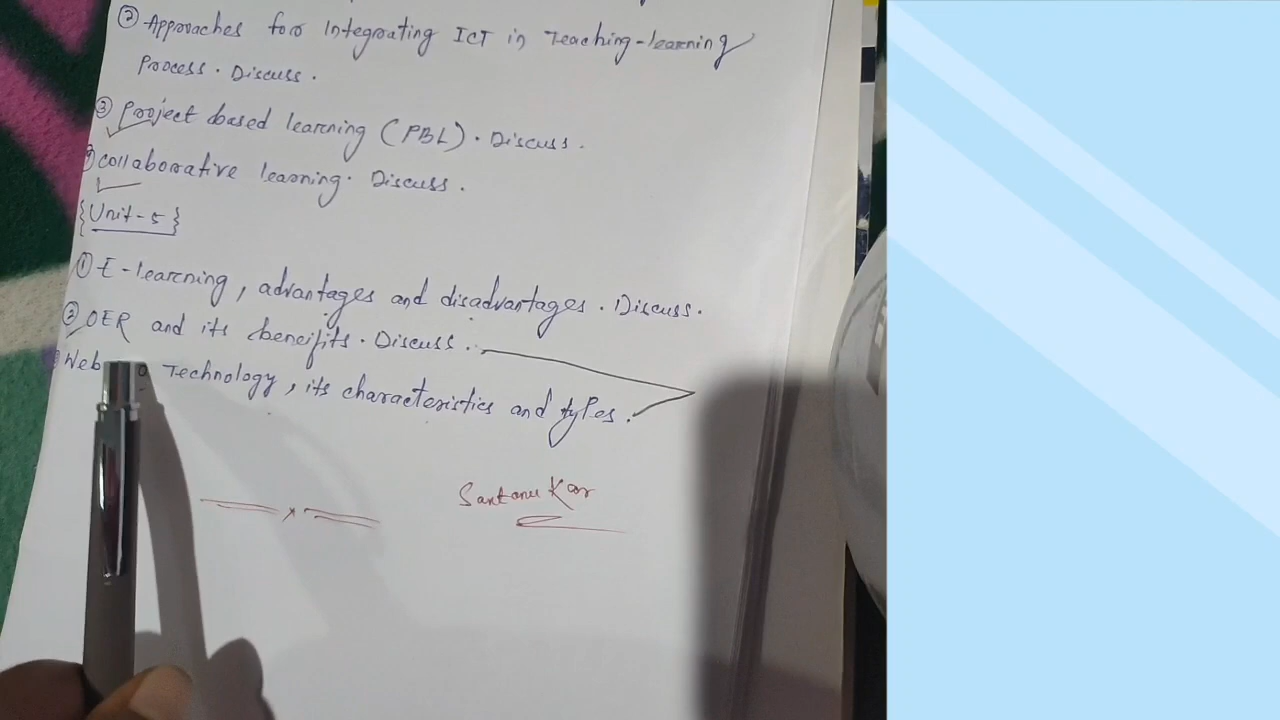 ② Approaches for Integrating ICT in Teaching-learning
Process. Discuss.
③ Project based learning (PBL). Discuss.
collaborative learning. Discuss.
{Unit-5}
① E-learning, advantages and disadvantages. Discuss.
② OER and its benefits. Discuss.
Web Technology, its characteristics and types.
Santanu Kar